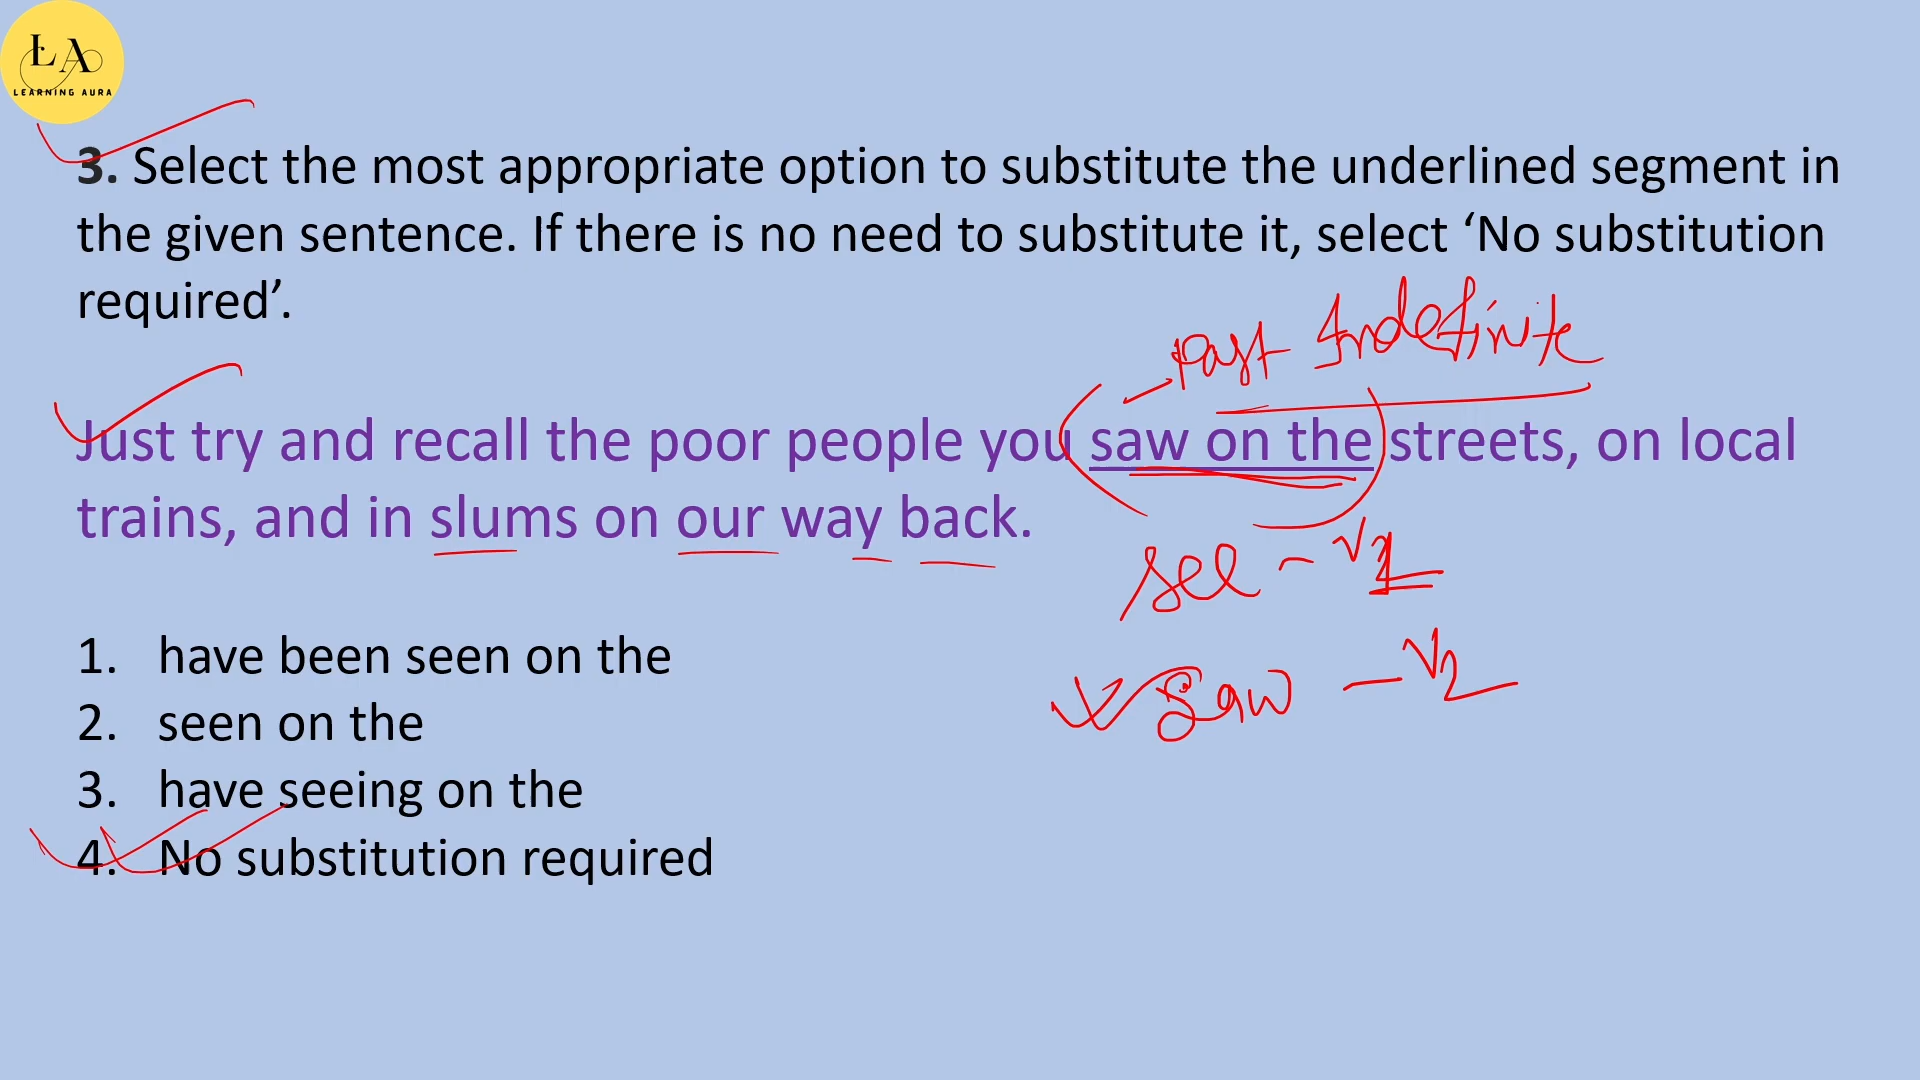 LA
LEARNING AURA
3. Select the most appropriate option to substitute the underlined segment in
the given sentence. If there is no need to substitute it, select ‘No substitution
required’.
Past Indefinite
Just try and recall the poor people you saw on the streets, on local
trains, and in slums on our way back.
see - V1
saw - V2
1. have been seen on the
2. seen on the
3. have seeing on the
4. No substitution required